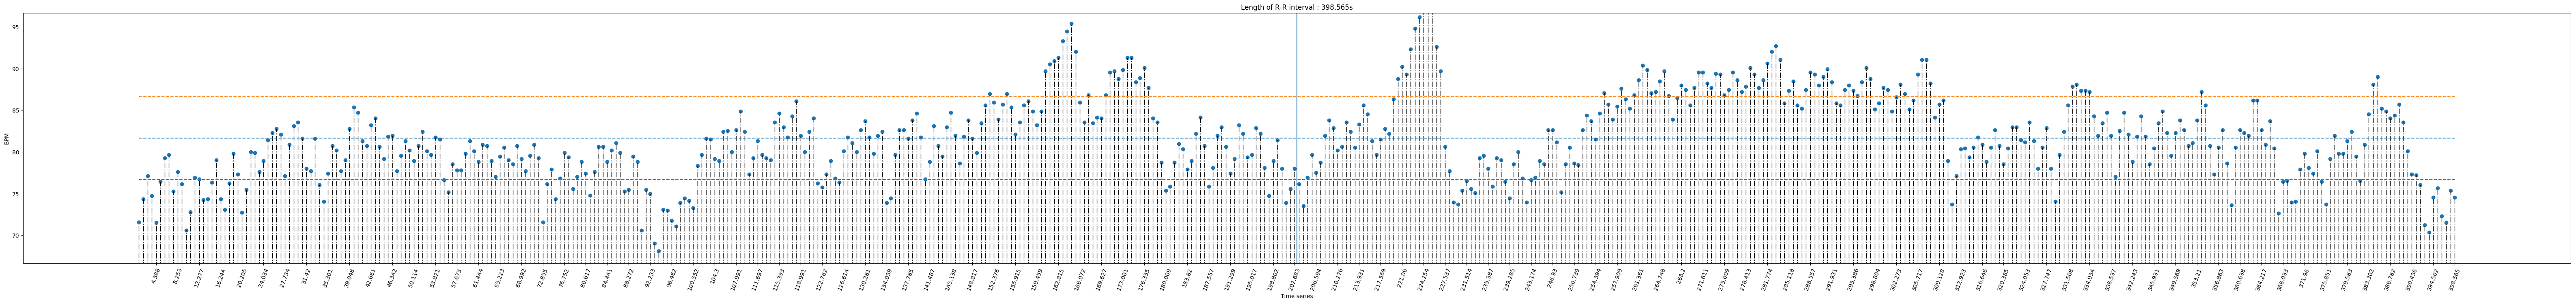 Length of R-R interval : 398.565s
95
90
85
80
75
70
BPM
4.388 8.253 12.277 16.244 20.205 24.034 27.734 31.42 35.301 39.048 42.661 46.342 50.114 53.821 57.673 61.444 65.223 68.992 72.855 76.752 80.617 84.441 88.272 92.233 96.462 100.552 104.3 107.991 111.697 115.393 118.991 122.762 126.614 130.281 134.039 137.785 141.487 145.138 148.817 152.376 155.915 159.459 162.815 166.072 169.627 173.001 176.335 180.009 183.82 187.557 191.299 195.017 198.802 202.683 206.594 210.276 213.931 217.569 221.06 224.254 227.537 231.514 235.387 239.285 243.174 246.93 250.739 254.394 257.909 261.361 264.748 268.2 271.611 275.009 278.413 281.774 285.118 288.557 291.931 295.386 298.804 302.273 305.717 309.128 312.923 316.646 320.385 324.053 327.747 331.508 334.934 338.537 342.243 345.931 349.569 353.21 356.863 360.638 364.217 368.033 371.96 375.851 379.583 383.302 386.782 390.436 394.502 398.565
Time series